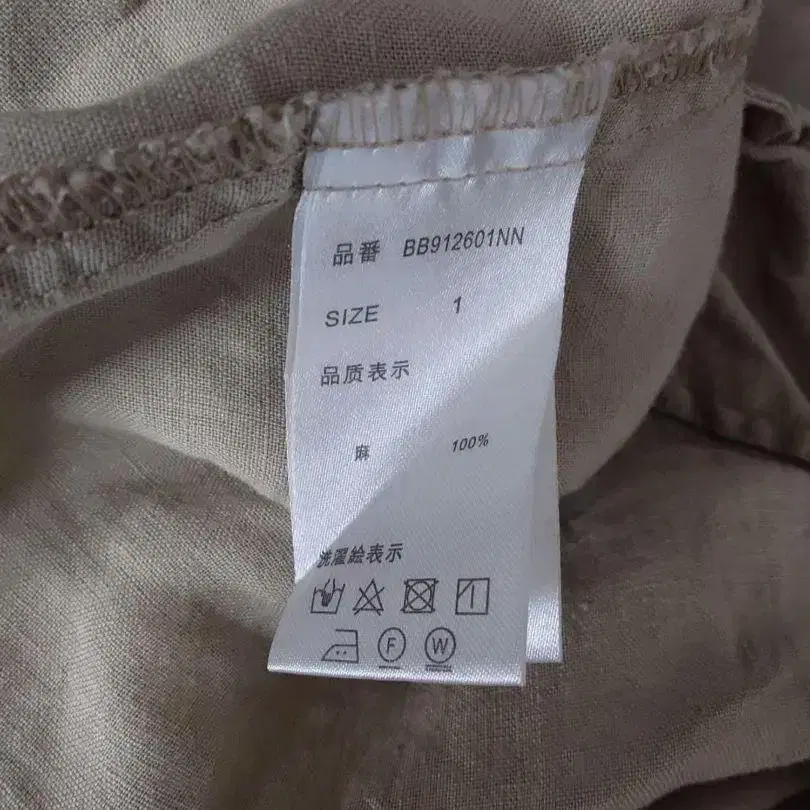 品番 BB912601NN
SIZE 1
品质表示
麻 100%
洗濯絵表示
F W